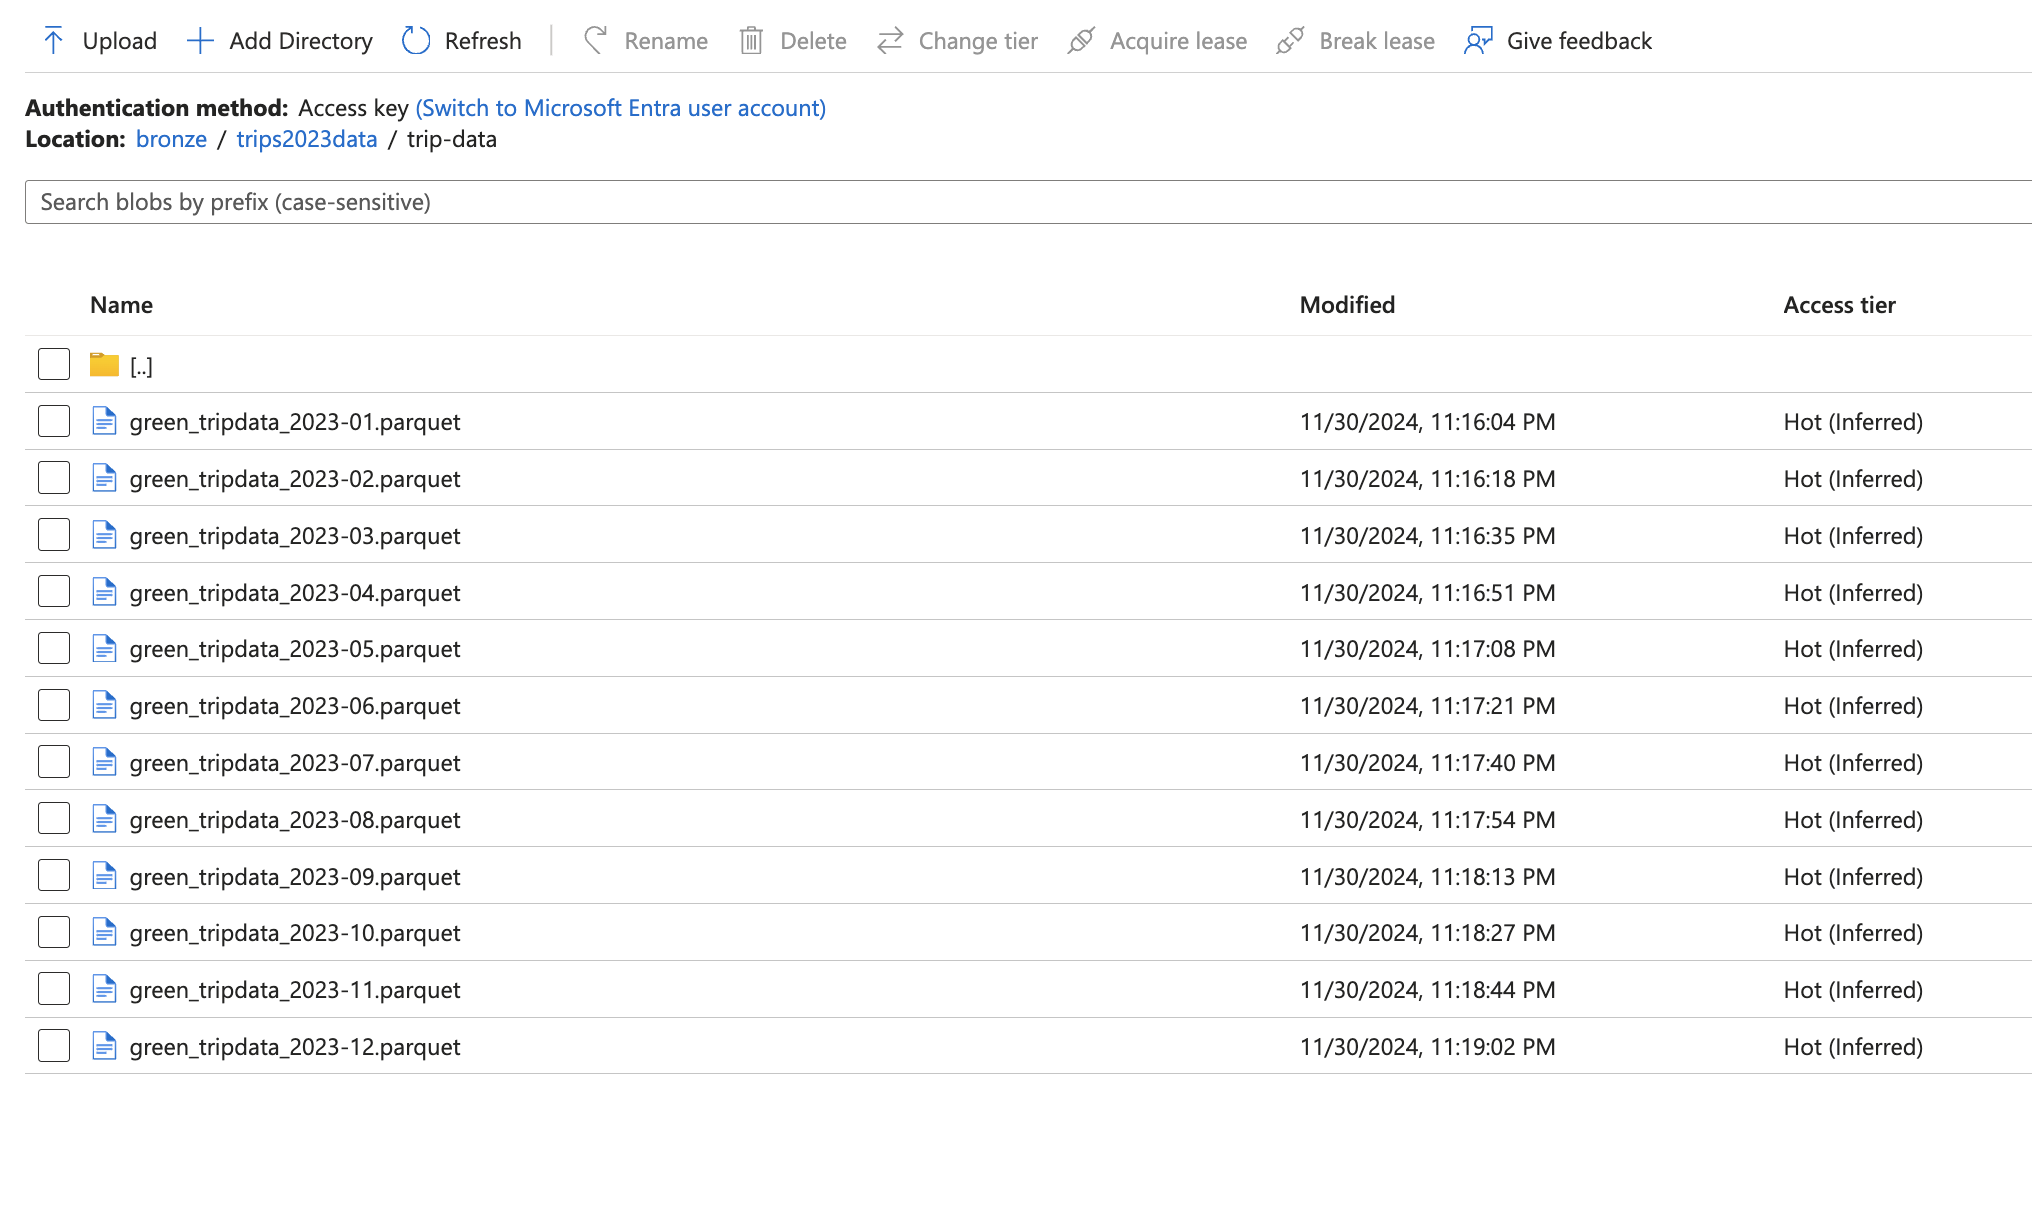 Upload Add Directory Refresh Rename Delete Change tier Acquire lease Break lease Give feedback
Authentication method: Access key (Switch to Microsoft Entra user account)
Location: bronze / trips2023data / trip-data
Search blobs by prefix (case-sensitive)
Name Modified Access tier
[..]
green_tripdata_2023-01.parquet 11/30/2024, 11:16:04 PM Hot (Inferred)
green_tripdata_2023-02.parquet 11/30/2024, 11:16:18 PM Hot (Inferred)
green_tripdata_2023-03.parquet 11/30/2024, 11:16:35 PM Hot (Inferred)
green_tripdata_2023-04.parquet 11/30/2024, 11:16:51 PM Hot (Inferred)
green_tripdata_2023-05.parquet 11/30/2024, 11:17:08 PM Hot (Inferred)
green_tripdata_2023-06.parquet 11/30/2024, 11:17:21 PM Hot (Inferred)
green_tripdata_2023-07.parquet 11/30/2024, 11:17:40 PM Hot (Inferred)
green_tripdata_2023-08.parquet 11/30/2024, 11:17:54 PM Hot (Inferred)
green_tripdata_2023-09.parquet 11/30/2024, 11:18:13 PM Hot (Inferred)
green_tripdata_2023-10.parquet 11/30/2024, 11:18:27 PM Hot (Inferred)
green_tripdata_2023-11.parquet 11/30/2024, 11:18:44 PM Hot (Inferred)
green_tripdata_2023-12.parquet 11/30/2024, 11:19:02 PM Hot (Inferred)